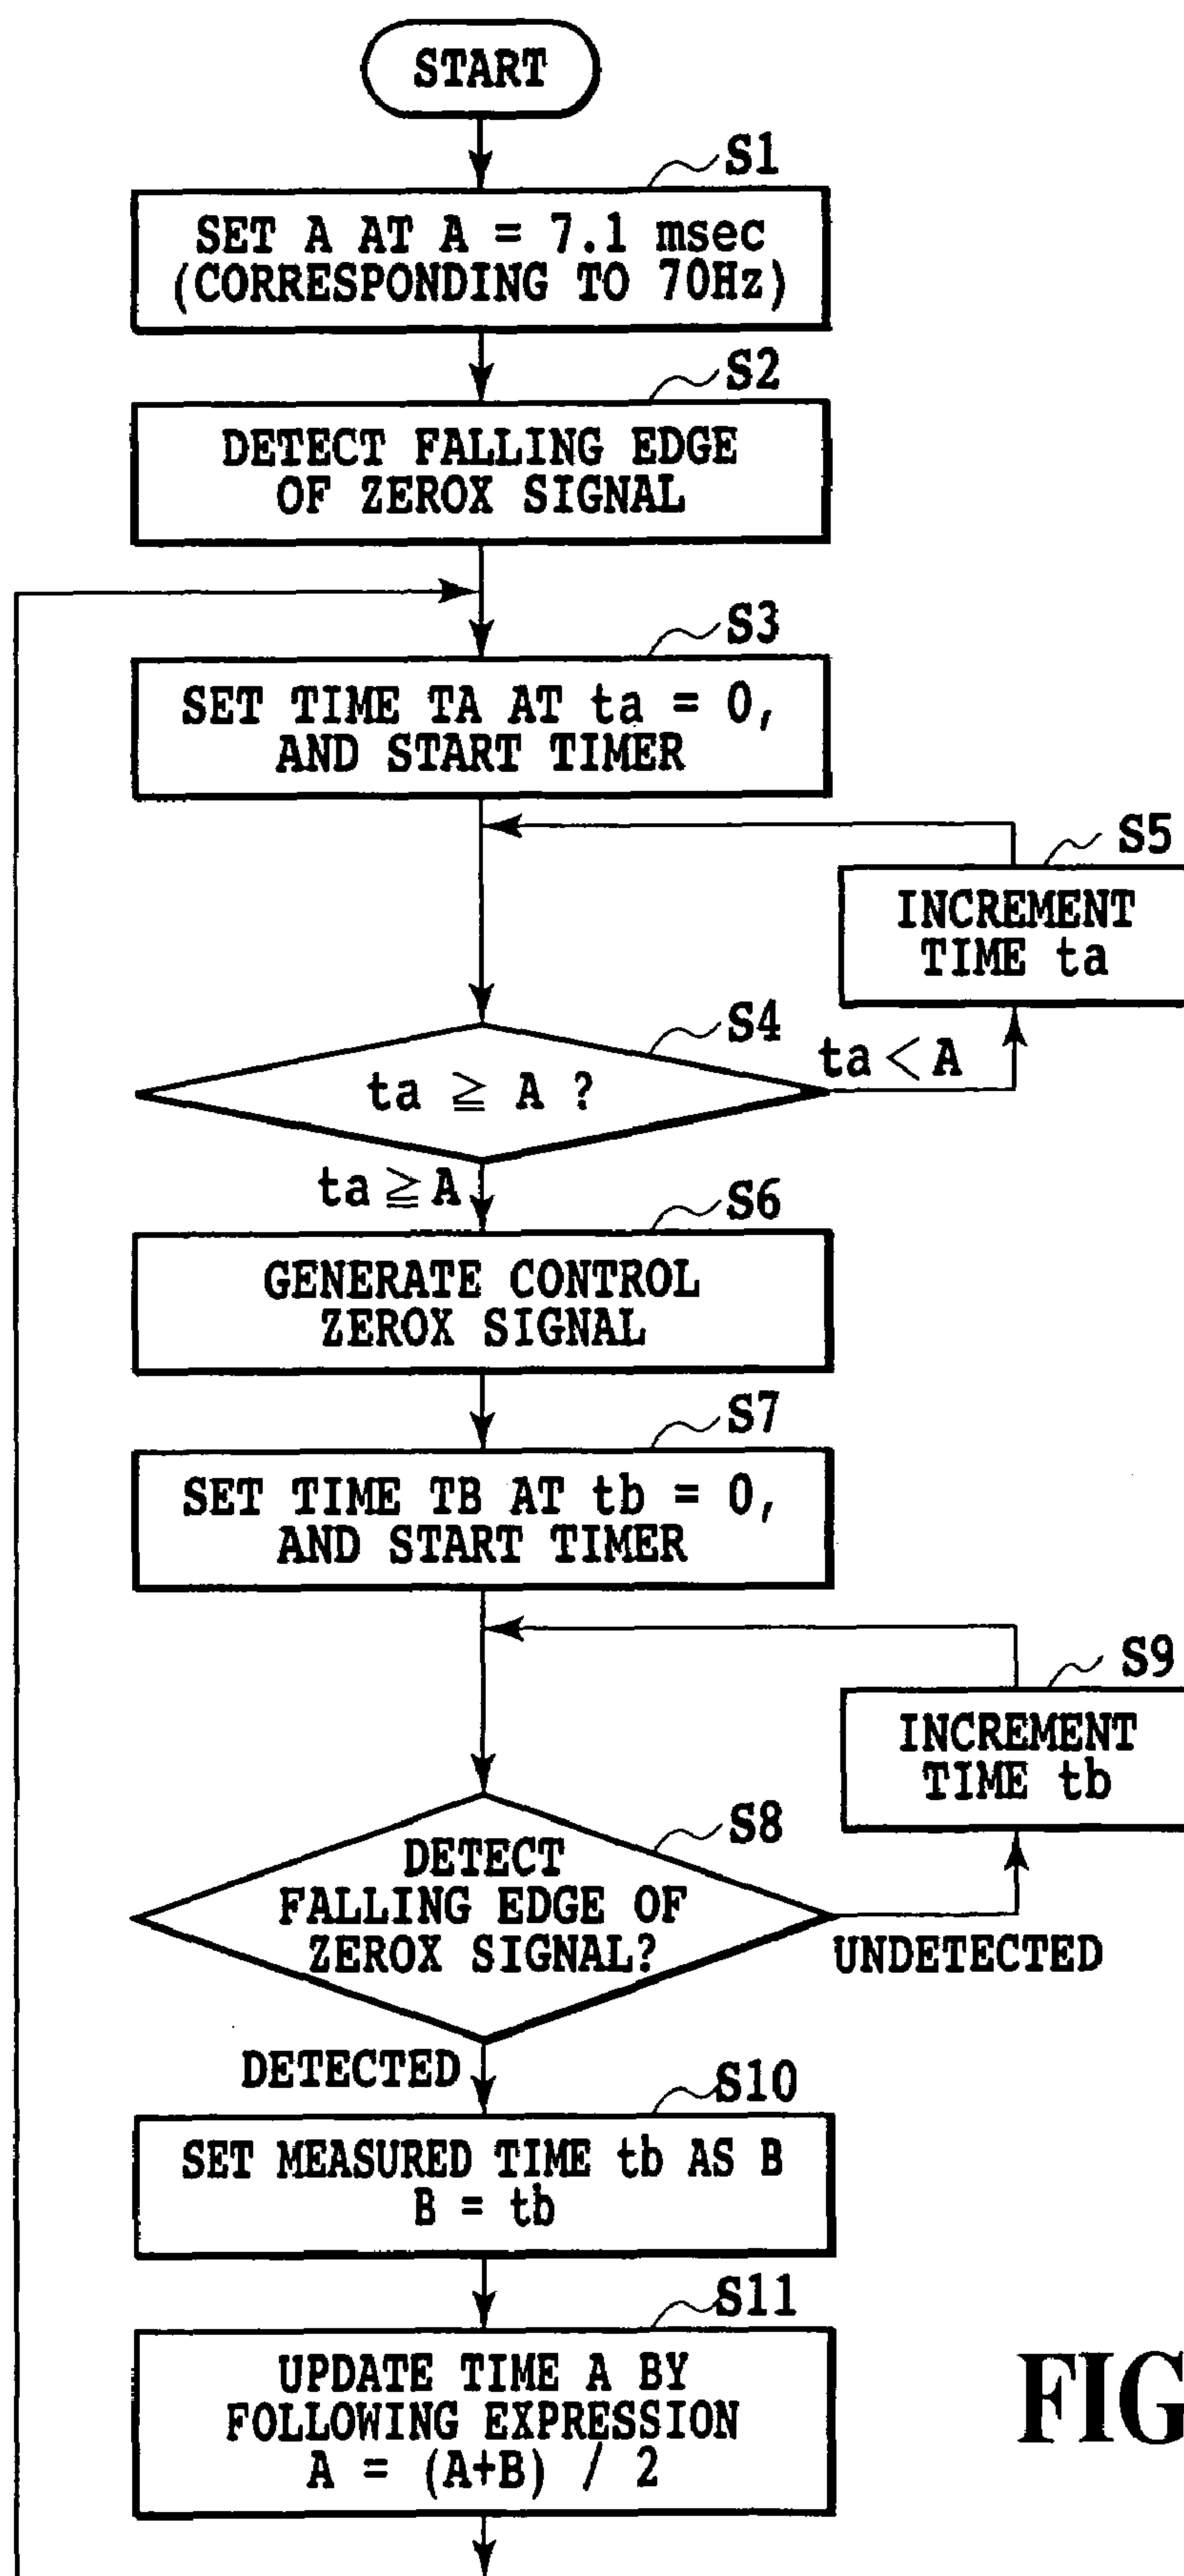 START
S1
SET A AT A = 7.1 msec
(CORRESPONDING TO 70Hz)
S2
DETECT FALLING EDGE
OF ZEROX SIGNAL
S3
SET TIME TA AT ta = 0,
AND START TIMER
S5
INCREMENT
TIME ta
S4
ta ≧ A ?
ta < A
ta ≧ A
S6
GENERATE CONTROL
ZEROX SIGNAL
S7
SET TIME TB AT tb = 0,
AND START TIMER
S9
INCREMENT
TIME tb
S8
DETECT
FALLING EDGE OF
ZEROX SIGNAL?
UNDETECTED
DETECTED
S10
SET MEASURED TIME tb AS B
B = tb
S11
UPDATE TIME A BY
FOLLOWING EXPRESSION
A = (A+B) / 2
FIG